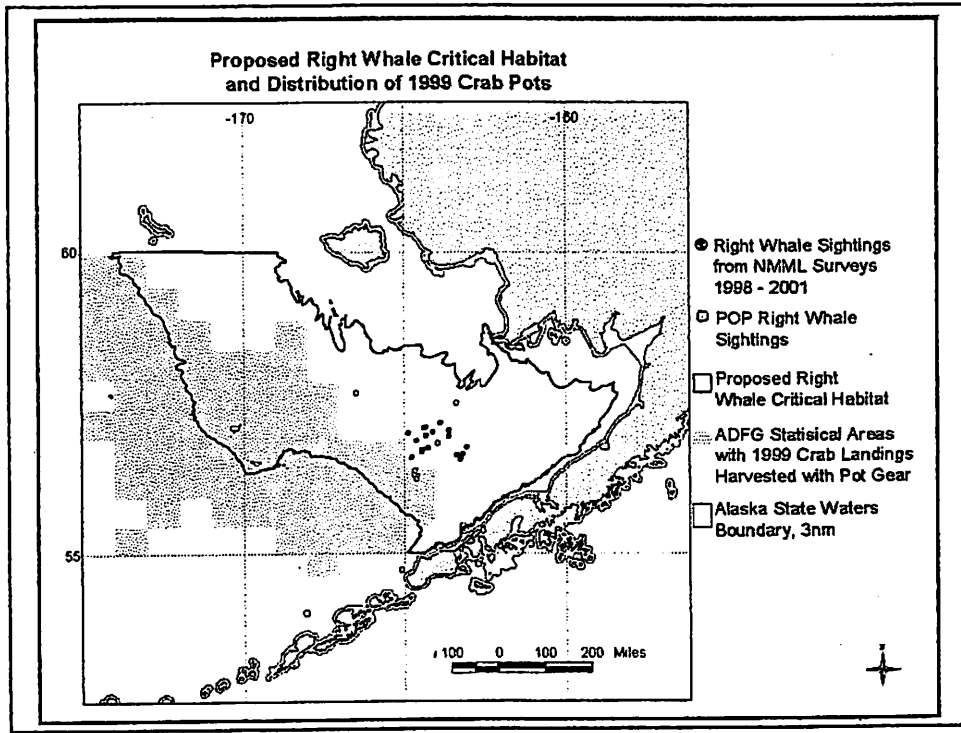 Proposed Right Whale Critical Habitat
and Distribution of 1999 Crab Pots
-170
-160
60
55
Right Whale Sightings
from NMML Surveys
1998 - 2001
POP Right Whale
Sightings
Proposed Right
Whale Critical Habitat
ADFG Statisical Areas
with 1999 Crab Landings
Harvested with Pot Gear
Alaska State Waters
Boundary, 3nm
100 0 100 200 Miles